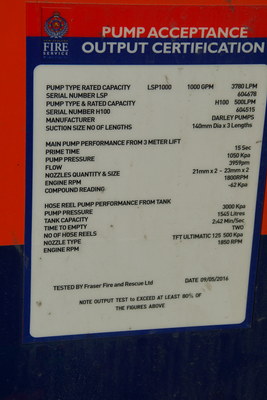 FIRE
SERVICE
PUMP ACCEPTANCE
OUTPUT CERTIFICATION
PUMP TYPE RATED CAPACITY LSP1000 1000 GPM 3780 LPM
SERIAL NUMBER LSP 604678
PUMP TYPE & RATED CAPACITY H100 500LPM
SERIAL NUMBER H100 604515
MANUFACTURER DARLEY PUMPS
SUCTION SIZE NO OF LENGTHS 140mm Dia x 3 Lengths
MAIN PUMP PERFORMANCE FROM 3 METER LIFT
PRIME TIME 15 Sec
PUMP PRESSURE 1050 Kpa
FLOW 3959pm
NOZZLES QUANTITY & SIZE 21mm x 2 - 23mm x 2
ENGINE RPM 1800RPM
COMPOUND READING -62 Kpa
HOSE REEL PUMP PERFORMANCE FROM TANK
PUMP PRESSURE 3000 Kpa
TANK CAPACITY 1545 Litres
TIME TO EMPTY 2:42 Min/Sec
NO OF HOSE REELS TWO
NOZZLE TYPE TFT ULTIMATIC 125 500 Kpa
ENGINE RPM 1850 RPM
TESTED BY Fraser Fire and Rescue Ltd DATE 09/05/2016
NOTE OUTPUT TEST to EXCEED AT LEAST 80% OF
THE FIGURES ABOVE